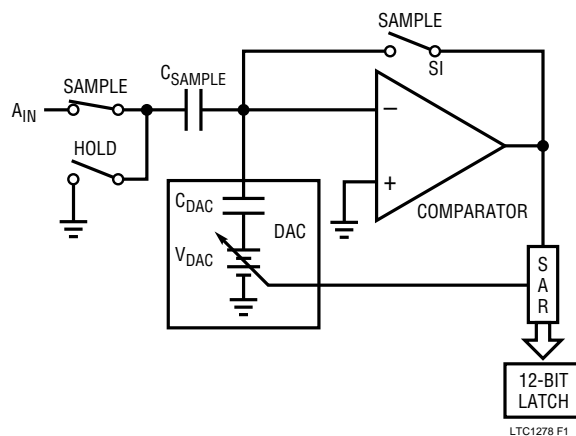 SAMPLE
SI
C_SAMPLE
SAMPLE
A_IN
HOLD
−
+
COMPARATOR
C_DAC
DAC
V_DAC
S
A
R
12-BIT
LATCH
LTC1278 F1